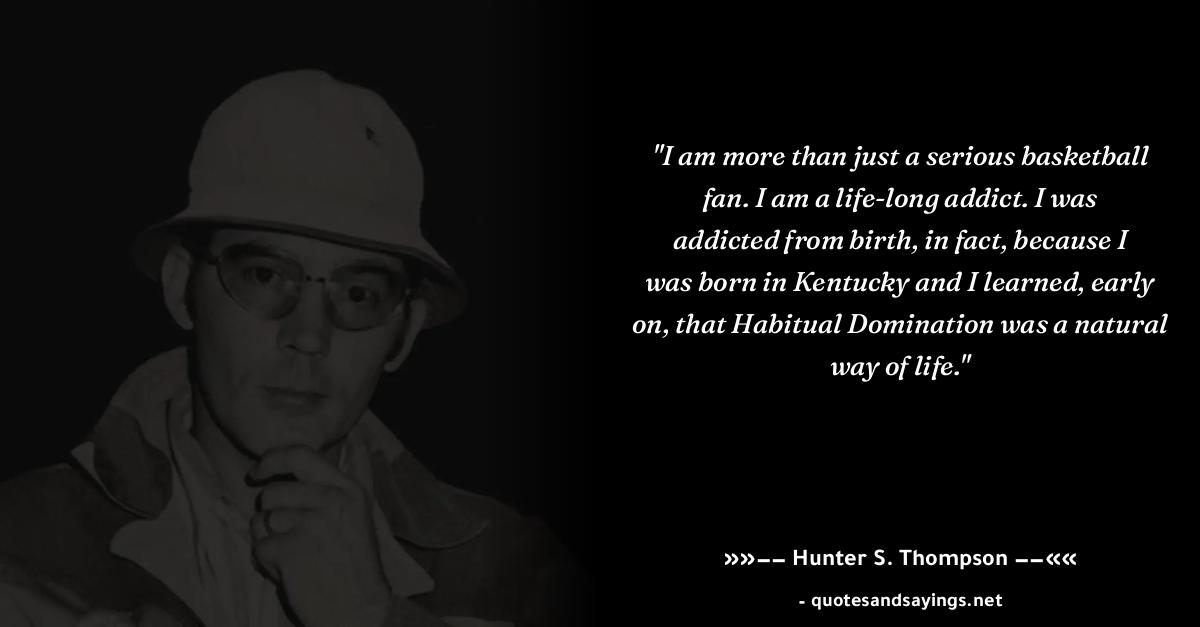 "I am more than just a serious basketball
fan. I am a life-long addict. I was
addicted from birth, in fact, because I
was born in Kentucky and I learned, early
on, that Habitual Domination was a natural
way of life."
»»−− Hunter S. Thompson −−««
- quotesandsayings.net